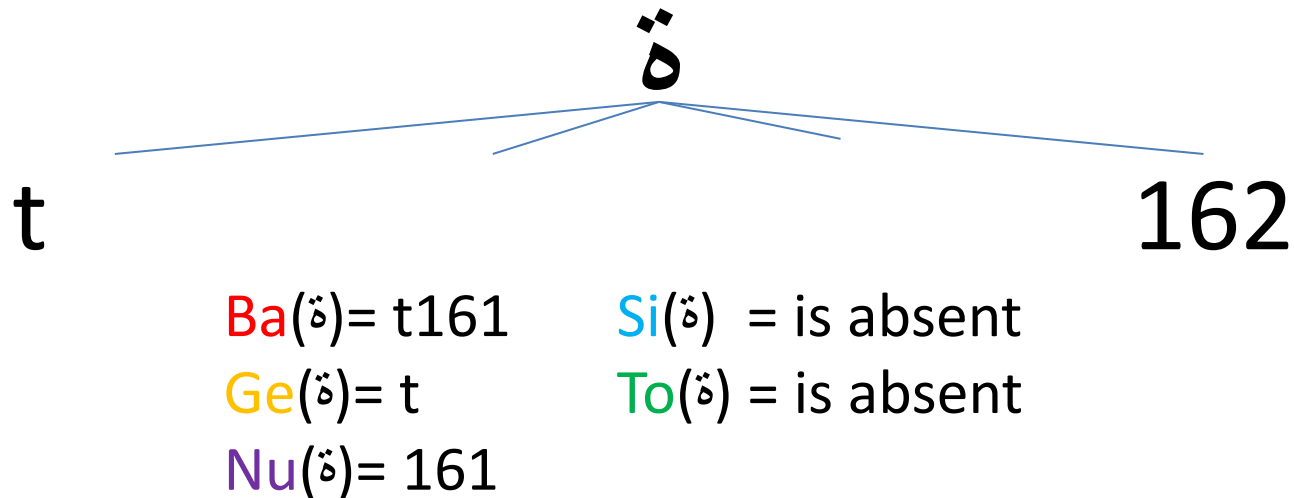 ة
t 162
Ba(ة)= t161 Si(ة) = is absent
Ge(ة)= t To(ة) = is absent
Nu(ة)= 161